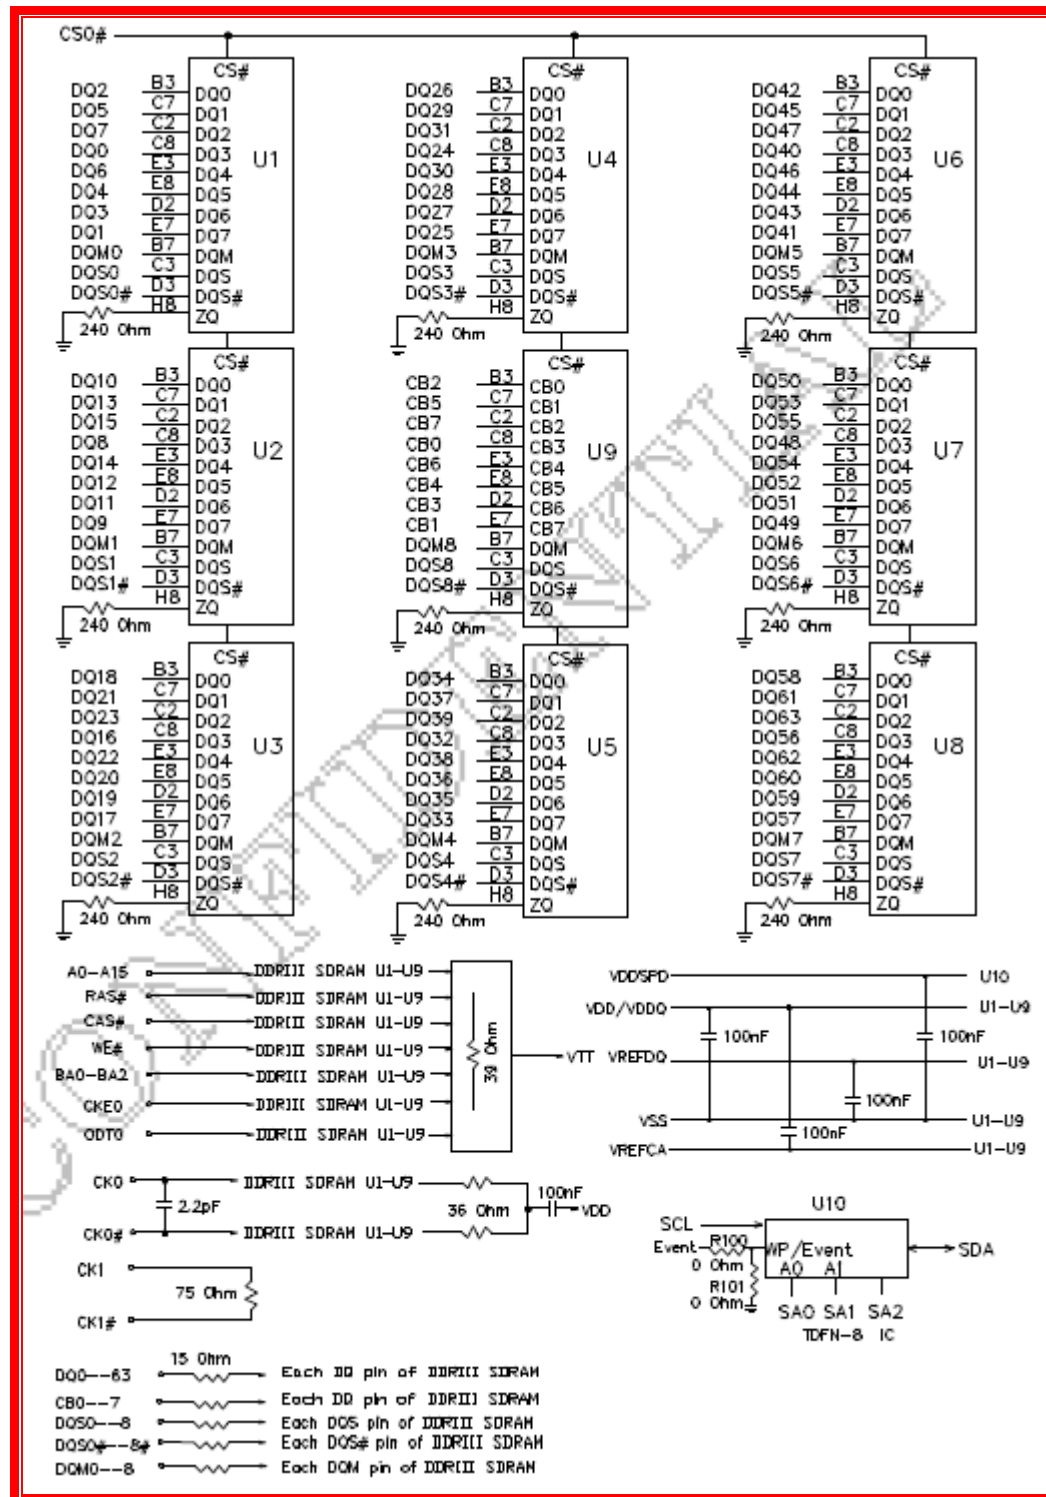 CS0#
CS#
DQ2 B3 DQ0
DQ5 C7 DQ1
DQ7 C2 DQ2
DQ0 C8 DQ3
DQ6 E3 DQ4
DQ4 E8 DQ5
DQ3 D2 DQ6
DQ1 E7 DQ7
DQM0 B7 DQM
DQS0 C3 DQS
DQS0# D3 DQS#
H8 ZQ
240 Ohm
U1
CS#
DQ26 B3 DQ0
DQ29 C7 DQ1
DQ31 C2 DQ2
DQ24 C8 DQ3
DQ30 E3 DQ4
DQ28 E8 DQ5
DQ27 D2 DQ6
DQ25 E7 DQ7
DQM3 B7 DQM
DQS3 C3 DQS
DQS3# D3 DQS#
H8 ZQ
240 Ohm
U4
CS#
DQ42 B3 DQ0
DQ45 C7 DQ1
DQ47 C2 DQ2
DQ40 C8 DQ3
DQ46 E3 DQ4
DQ44 E8 DQ5
DQ43 D2 DQ6
DQ41 E7 DQ7
DQM5 B7 DQM
DQS5 C3 DQS
DQS5# D3 DQS#
H8 ZQ
240 Ohm
U6
CS#
DQ10 B3 DQ0
DQ13 C7 DQ1
DQ15 C2 DQ2
DQ8 C8 DQ3
DQ14 E3 DQ4
DQ12 E8 DQ5
DQ11 D2 DQ6
DQ9 E7 DQ7
DQM1 B7 DQM
DQS1 C3 DQS
DQS1# D3 DQS#
H8 ZQ
240 Ohm
U2
CS#
CB2 B3 CB0
CB5 C7 CB1
CB7 C2 CB2
CB0 C8 CB3
CB6 E3 CB4
CB4 E8 CB5
CB3 D2 CB6
CB1 E7 CB7
DQM8 B7 DQM
DQS8 C3 DQS
DQS8# D3 DQS#
H8 ZQ
240 Ohm
U9
CS#
DQ50 B3 DQ0
DQ53 C7 DQ1
DQ55 C2 DQ2
DQ48 C8 DQ3
DQ54 E3 DQ4
DQ52 E8 DQ5
DQ51 D2 DQ6
DQ49 E7 DQ7
DQM6 B7 DQM
DQS6 C3 DQS
DQS6# D3 DQS#
H8 ZQ
240 Ohm
U7
CS#
DQ18 B3 DQ0
DQ21 C7 DQ1
DQ23 C2 DQ2
DQ16 C8 DQ3
DQ22 E3 DQ4
DQ20 E8 DQ5
DQ19 D2 DQ6
DQ17 E7 DQ7
DQM2 B7 DQM
DQS2 C3 DQS
DQS2# D3 DQS#
H8 ZQ
240 Ohm
U3
CS#
DQ34 B3 DQ0
DQ37 C7 DQ1
DQ39 C2 DQ2
DQ32 C8 DQ3
DQ38 E3 DQ4
DQ36 E8 DQ5
DQ35 D2 DQ6
DQ33 E7 DQ7
DQM4 B7 DQM
DQS4 C3 DQS
DQS4# D3 DQS#
H8 ZQ
240 Ohm
U5
CS#
DQ58 B3 DQ0
DQ61 C7 DQ1
DQ63 C2 DQ2
DQ56 C8 DQ3
DQ62 E3 DQ4
DQ60 E8 DQ5
DQ59 D2 DQ6
DQ57 E7 DQ7
DQM7 B7 DQM
DQS7 C3 DQS
DQS7# D3 DQS#
H8 ZQ
240 Ohm
U8
CONFIDENTIAL
A0-A15 DDRIII SDRAM U1-U9
RAS# DDRIII SDRAM U1-U9
CAS# DDRIII SDRAM U1-U9
WE# DDRIII SDRAM U1-U9
BA0-BA2 DDRIII SDRAM U1-U9
CKE0 DDRIII SDRAM U1-U9
ODT0 DDRIII SDRAM U1-U9
39 Ohm
VTT
VDDSPD U10
VDD/VDDQ U1-U9
100nF 100nF
VREFDQ U1-U9
100nF
VSS U1-U9
100nF
VREFCA U1-U9
CK0 DDRIII SDRAM U1-U9
2.2pF
36 Ohm
100nF
VDD
CK0# DDRIII SDRAM U1-U9
CK1
75 Ohm
CK1#
U10
SCL
Event R100 WP/Event SDA
0 Ohm A0 A1
R101
0 Ohm
SA0 SA1 SA2
TDFN-8 IC
15 Ohm
DQ0--63 Each DQ pin of DDRIII SDRAM
CB0--7 Each DQ pin of DDRIII SDRAM
DQS0--8 Each DQS pin of DDRIII SDRAM
DQS0#--8# Each DQS# pin of DDRIII SDRAM
DQM0--8 Each DQM pin of DDRIII SDRAM